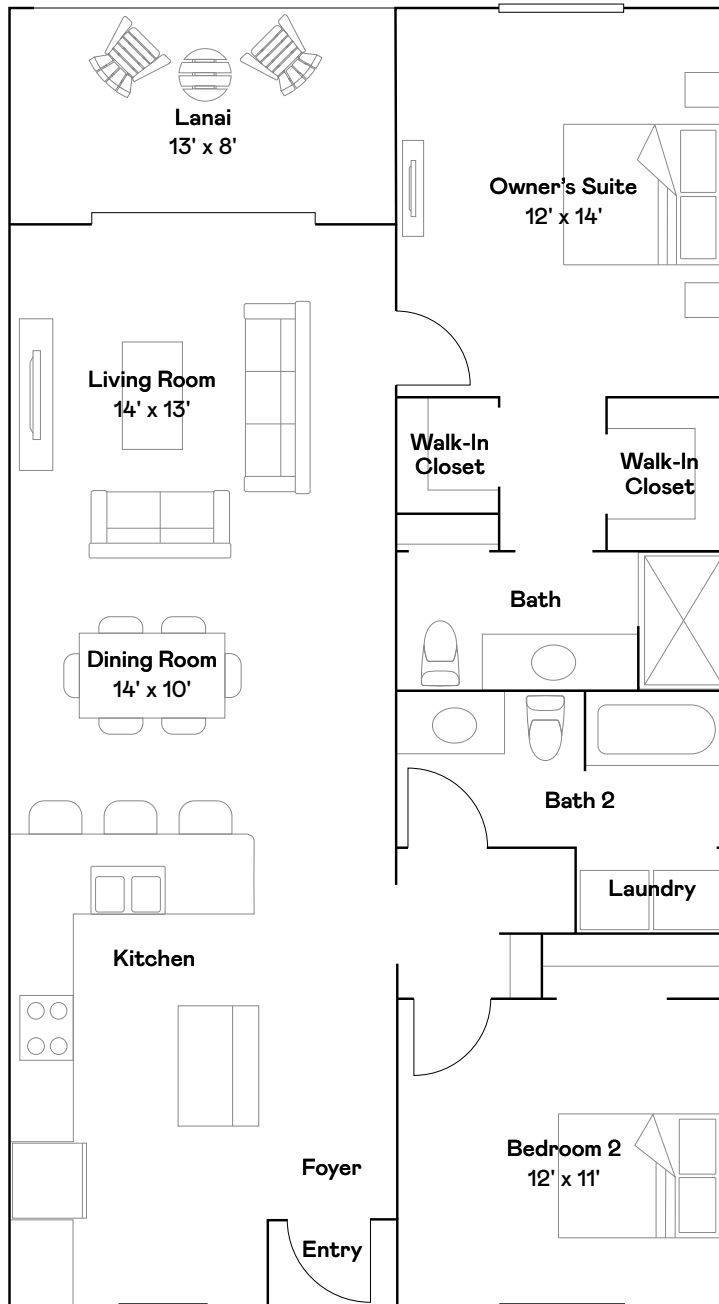 Lanai
13' x 8'
Owner's Suite
12' x 14'
Living Room
14' x 13'
Walk-In
Closet
Walk-In
Closet
Bath
Dining Room
14' x 10'
Bath 2
Laundry
Kitchen
Bedroom 2
12' x 11'
Foyer
Entry